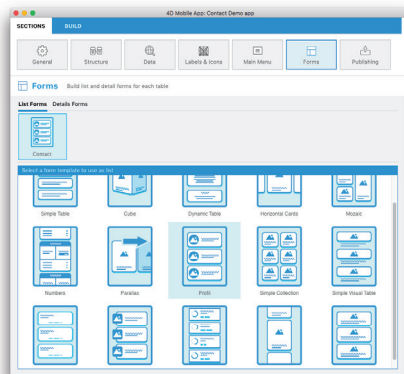 4D Mobile App: Contact Demo app
SECTIONS BUILD
General Structure Data Labels & Icons Main Menu Forms Publishing
Forms Build list and detail forms for each table
List Forms Details Forms
Contact
Select a form template to use as list
Simple Table Cube Dynamic Table Horizontal Cards Mozaic
Numbers Parallax Profil Simple Collection Simple Visual Table